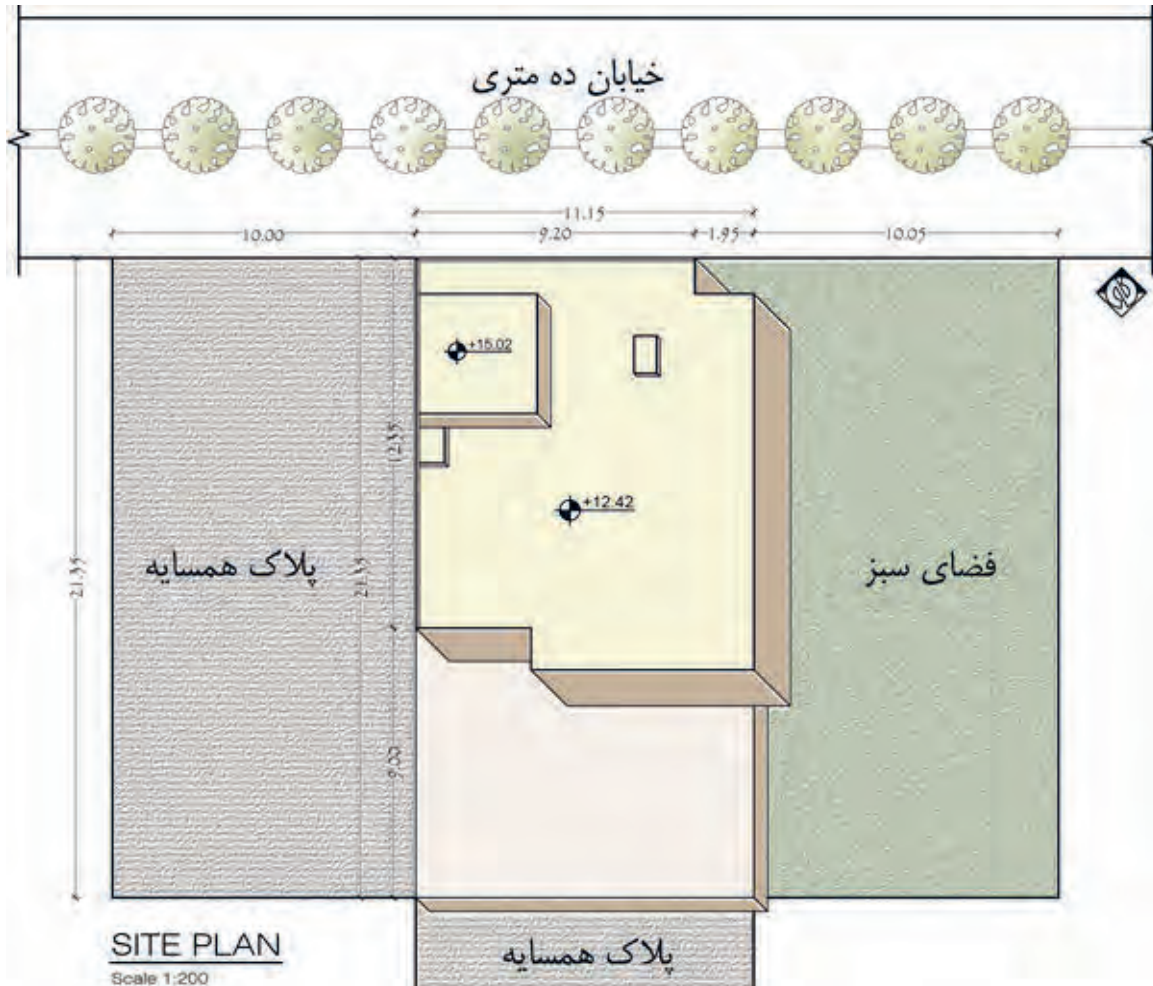 خیابان ده متری
11.15
10.00
9.20
1.95
10.05
+15.02
12.35
+12.42
پلاک همسایه
فضای سبز
21.35
21.35
9.00
پلاک همسایه
SITE PLAN
Scale 1:200